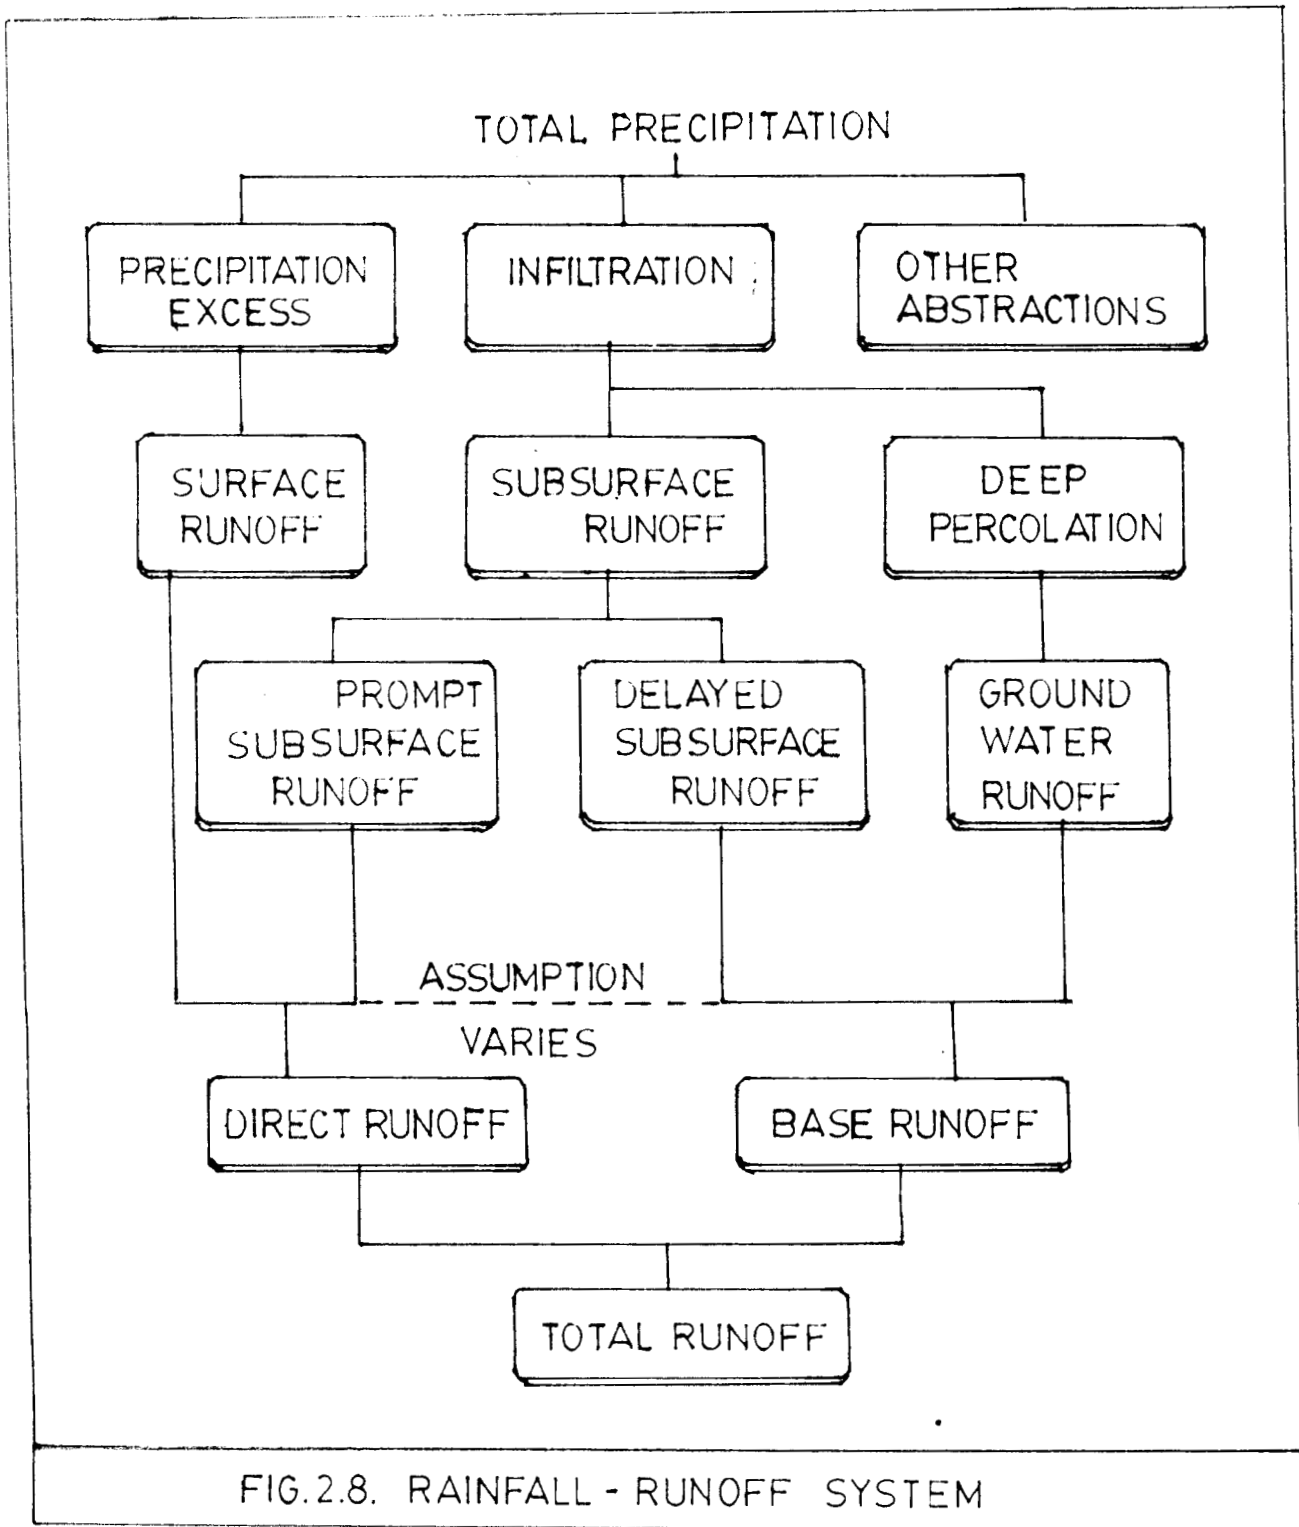 TOTAL PRECIPITATION
PRECIPITATION
EXCESS
INFILTRATION
OTHER
ABSTRACTIONS
SURFACE
RUNOFF
SUBSURFACE
RUNOFF
DEEP
PERCOLATION
PROMPT
SUBSURFACE
RUNOFF
DELAYED
SUBSURFACE
RUNOFF
GROUND
WATER
RUNOFF
ASSUMPTION
VARIES
DIRECT RUNOFF
BASE RUNOFF
TOTAL RUNOFF
FIG.2.8. RAINFALL - RUNOFF SYSTEM